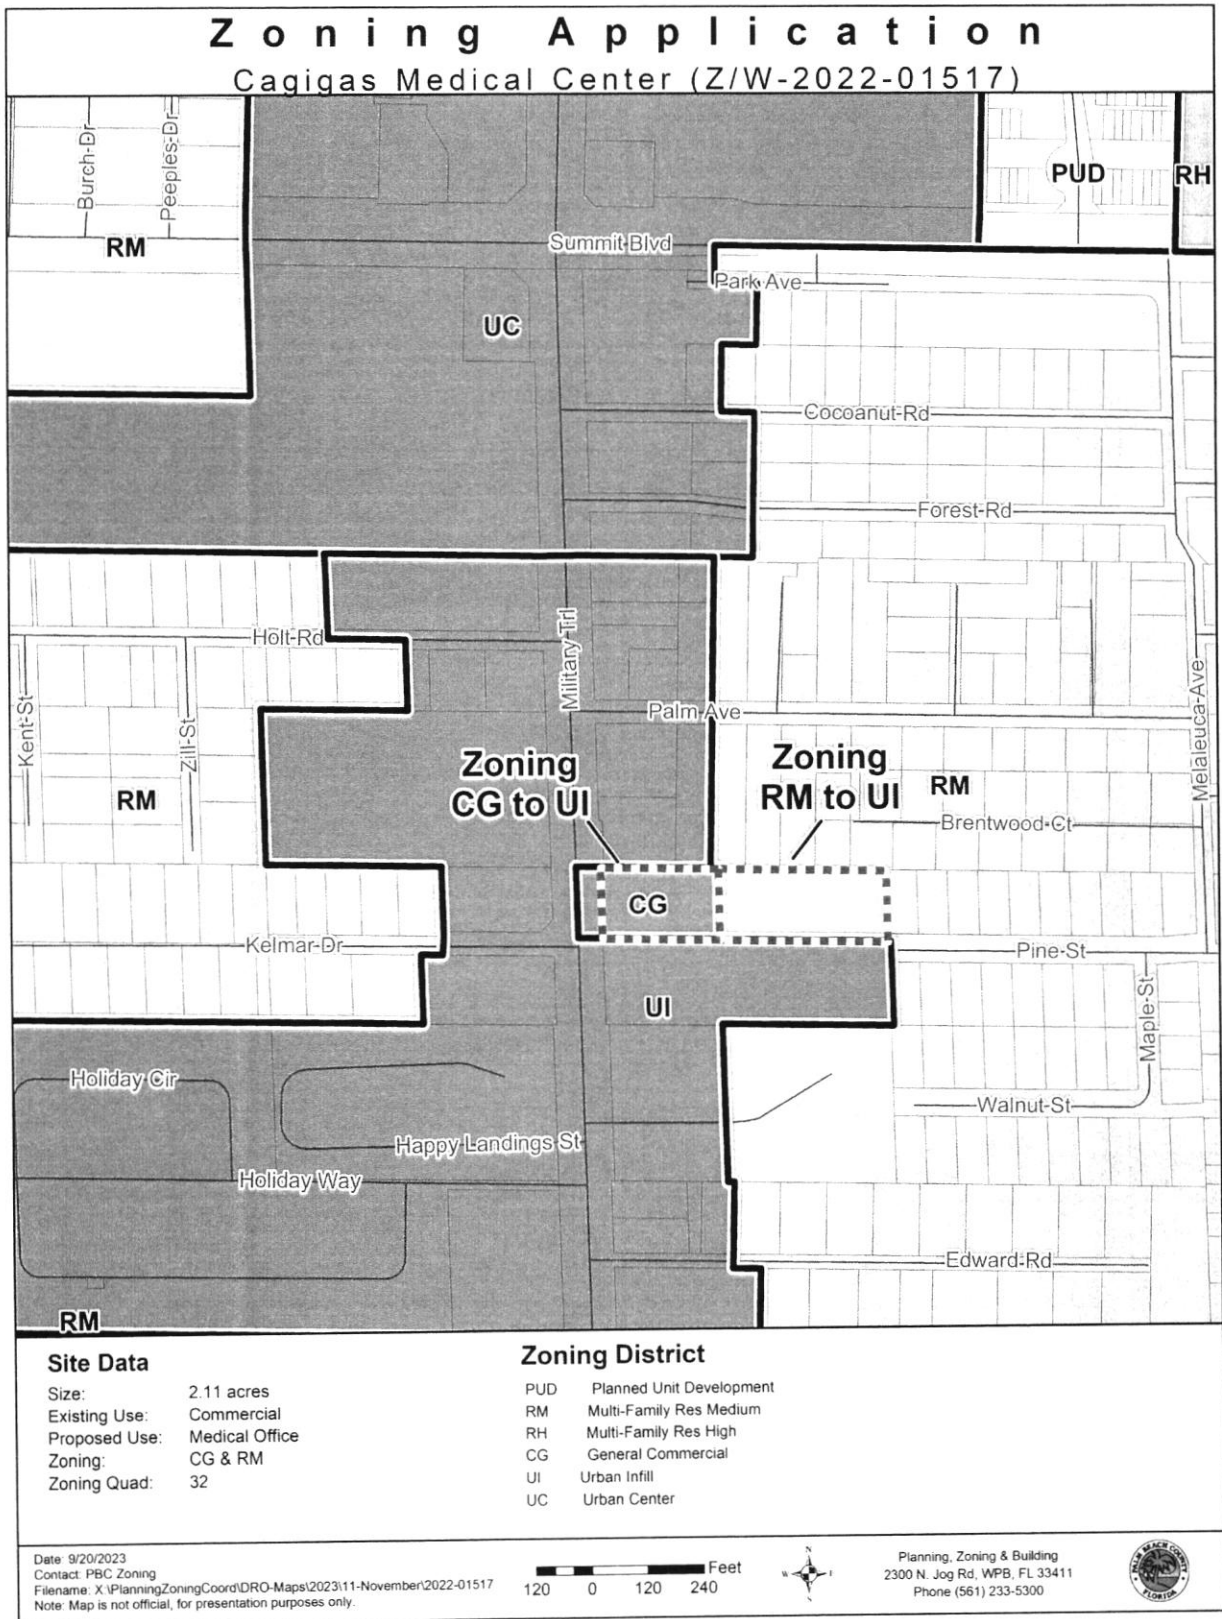 Zoning Application
Cagigas Medical Center (Z/W-2022-01517)
Burch-Dr
Peeples-Dr
PUD
RH
RM
Summit Blvd
Park Ave
UC
Cocoanut-Rd
Forest-Rd
Holt-Rd
Military Trl
Kent-St
Zill-St
Palm Ave
Melaleuca-Ave
Zoning
CG to UI
Zoning
RM to UI
RM
RM
Brentwood-Ct
CG
Kelmar-Dr
Pine-St
UI
Maple-St
Holiday Cir
Walnut-St
Happy Landings St
Holiday Way
Edward-Rd
RM
Site Data
Size: 2.11 acres
Existing Use: Commercial
Proposed Use: Medical Office
Zoning: CG & RM
Zoning Quad: 32
Zoning District
PUD Planned Unit Development
RM Multi-Family Res Medium
RH Multi-Family Res High
CG General Commercial
UI Urban Infill
UC Urban Center
Date: 9/20/2023
Contact: PBC Zoning
Filename: X:\PlanningZoningCoord\DRO-Maps\2023\11-November\2022-01517
Note: Map is not official, for presentation purposes only.
Feet
120 0 120 240
N
S
Planning, Zoning & Building
2300 N. Jog Rd, WPB, FL 33411
Phone (561) 233-5300
PALM BEACH COUNTY
FLORIDA